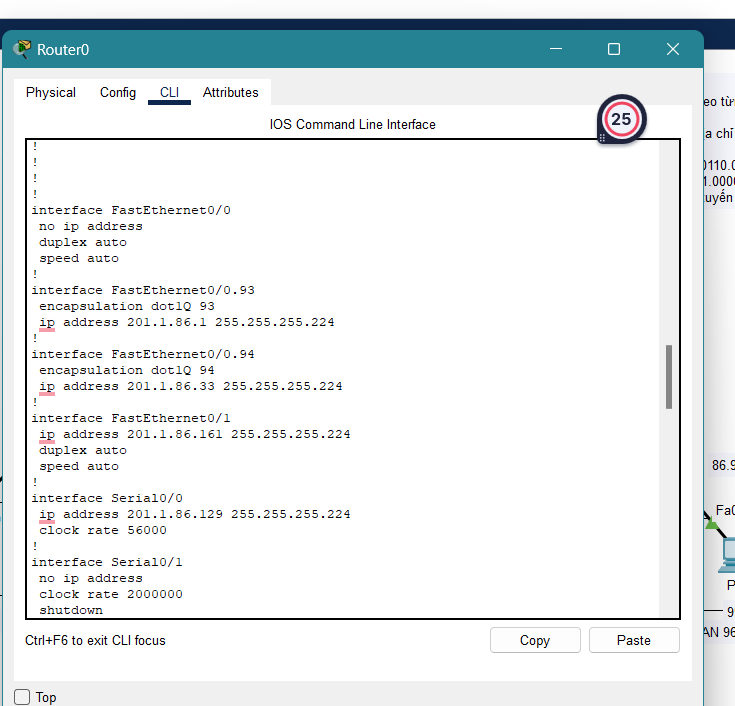 Router0
Physical Config CLI Attributes
IOS Command Line Interface
25
!
!
!
!
interface FastEthernet0/0
no ip address
duplex auto
speed auto
!
interface FastEthernet0/0.93
encapsulation dot1Q 93
ip address 201.1.86.1 255.255.255.224
!
interface FastEthernet0/0.94
encapsulation dot1Q 94
ip address 201.1.86.33 255.255.255.224
!
interface FastEthernet0/1
ip address 201.1.86.161 255.255.255.224
duplex auto
speed auto
!
interface Serial0/0
ip address 201.1.86.129 255.255.255.224
clock rate 56000
!
interface Serial0/1
no ip address
clock rate 2000000
shutdown
Ctrl+F6 to exit CLI focus
Copy Paste
Top
eo từ
a chỉ
0110.0
1.0000
uyến
86.9
Fa0
P
9
AN 96